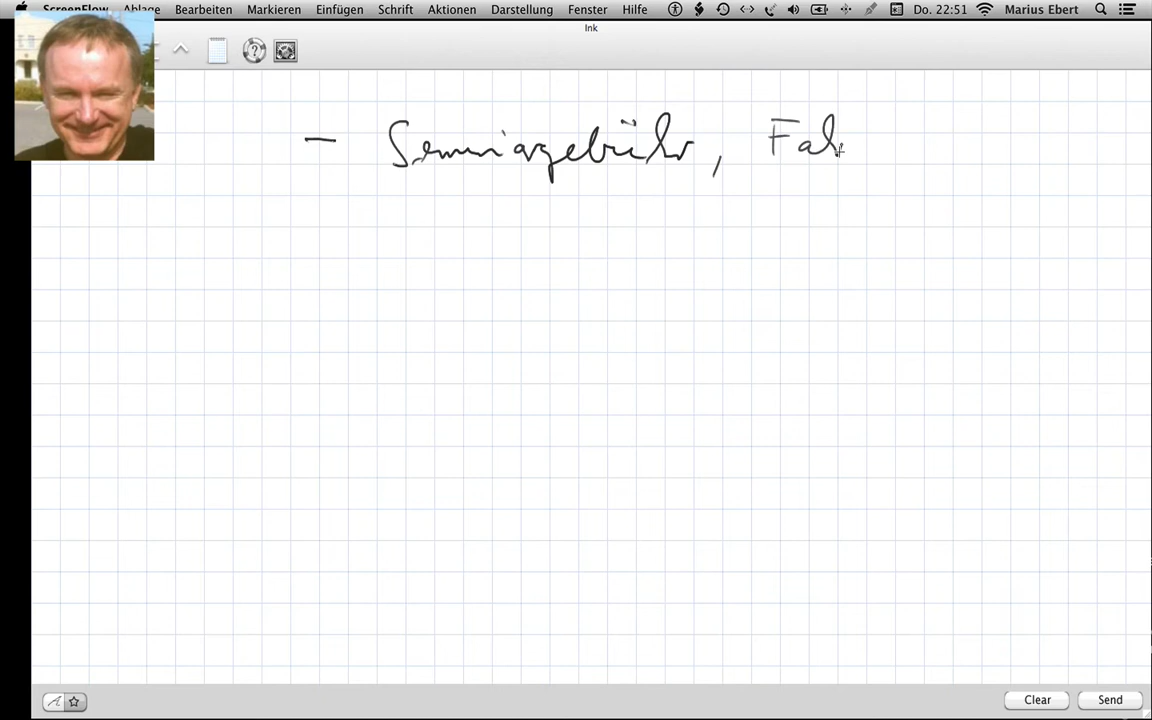 ScreenFlow Ablage Bearbeiten Markieren Einfügen Schrift Aktionen Darstellung Fenster Hilfe Do. 22:51 Marius Ebert
Ink
- Seminargebühr, Fah
Clear Send